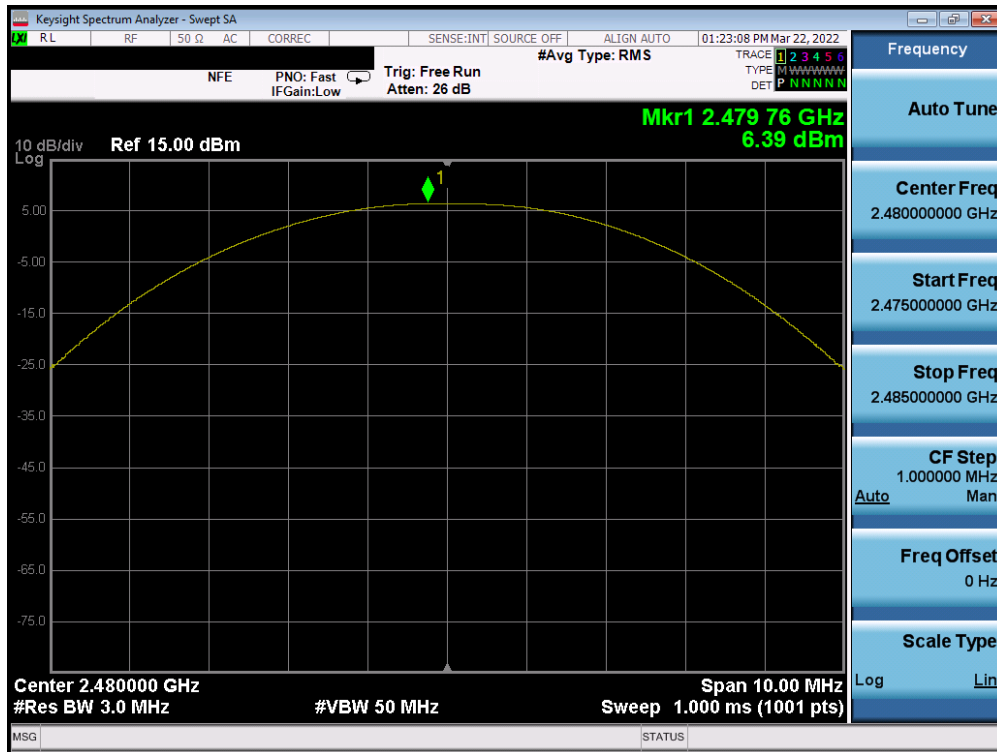 Keysight Spectrum Analyzer - Swept SA
LXI RL RF 50 Ω AC CORREC SENSE:INT SOURCE OFF ALIGN AUTO 01:23:08 PM Mar 22, 2022
NFE PNO: Fast Trig: Free Run #Avg Type: RMS TRACE 1 2 3 4 5 6
TYPE M W W W W W
IFGain:Low Atten: 26 dB DET P N N N N N
Mkr1 2.479 76 GHz
6.39 dBm
10 dB/div Ref 15.00 dBm
Log
1
5.00
-5.00
-15.0
-25.0
-35.0
-45.0
-55.0
-65.0
-75.0
Center 2.480000 GHz Span 10.00 MHz
#Res BW 3.0 MHz #VBW 50 MHz Sweep 1.000 ms (1001 pts)
MSG STATUS
Frequency
Auto Tune
Center Freq
2.480000000 GHz
Start Freq
2.475000000 GHz
Stop Freq
2.485000000 GHz
CF Step
1.000000 MHz
Auto Man
Freq Offset
0 Hz
Scale Type
Log Lin